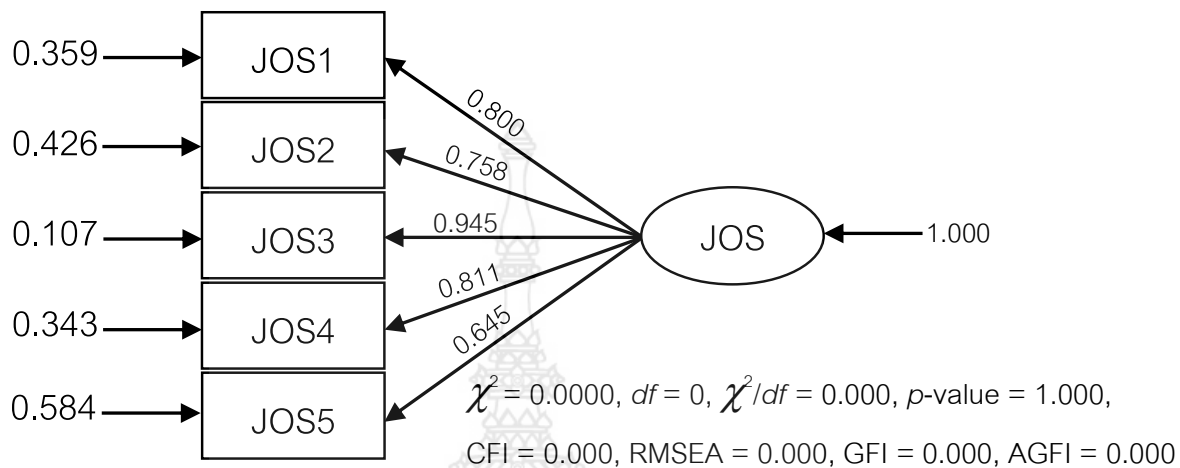 0.359
JOS1
0.800
0.426
JOS2
0.758
0.107
JOS3
0.945
JOS
1.000
0.343
JOS4
0.811
0.584
JOS5
0.645
χ² = 0.0000, df = 0, χ²/df = 0.000, p-value = 1.000,
CFI = 0.000, RMSEA = 0.000, GFI = 0.000, AGFI = 0.000